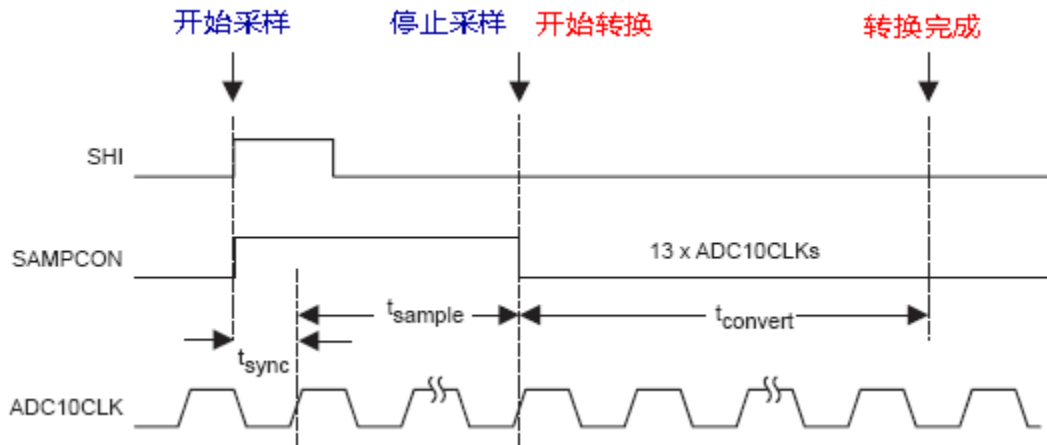 开始采样 停止采样 开始转换 转换完成
SHI
SAMPCON 13 x ADC10CLKs
tsample tconvert
tsync
ADC10CLK